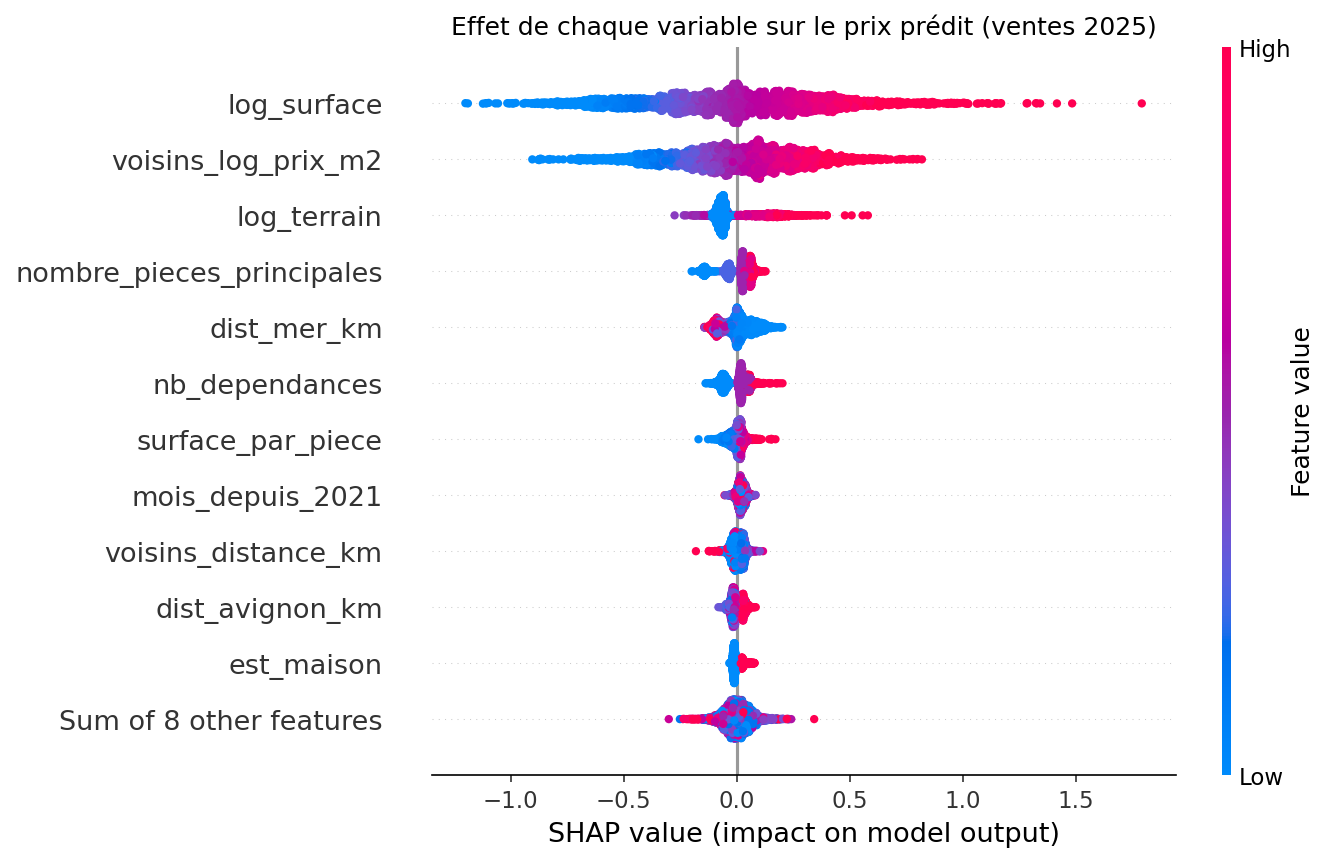 Effet de chaque variable sur le prix prédit (ventes 2025)
High
log_surface
voisins_log_prix_m2
log_terrain
nombre_pieces_principales
dist_mer_km
nb_dependances
surface_par_piece
mois_depuis_2021
voisins_distance_km
dist_avignon_km
est_maison
Sum of 8 other features
Feature value
Low
−1.0 −0.5 0.0 0.5 1.0 1.5
SHAP value (impact on model output)